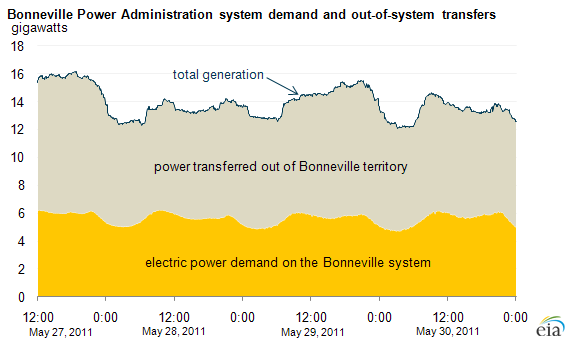 Bonneville Power Administration system demand and out-of-system transfers
gigawatts
18
16
14
12
10
8
6
4
2
0
total generation
power transferred out of Bonneville territory
electric power demand on the Bonneville system
12:00 0:00 12:00 0:00 12:00 0:00 12:00 0:00
May 27, 2011 May 28, 2011 May 29, 2011 May 30, 2011
eia